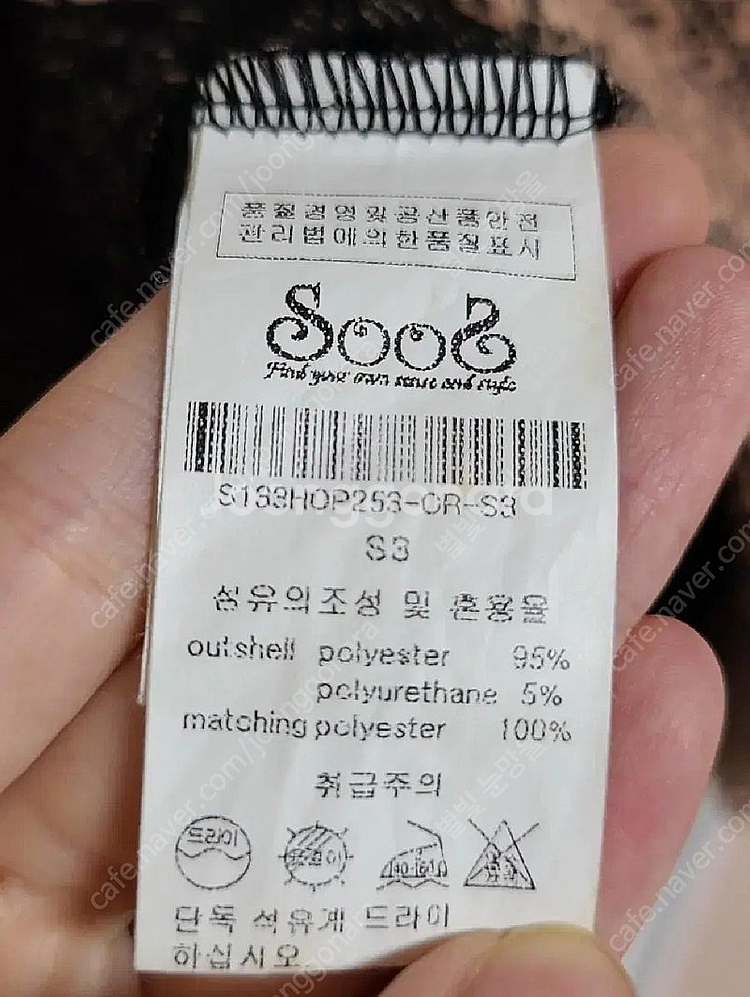 품질경영및공산품안전
관리법에의한품질표시
SooS
Find your own muse and style
S133HOP253-OR-S3
S3
섬유의조성 및 혼용율
outshell polyester 95%
polyurethane 5%
matching polyester 100%
취급주의
드라이
단독 석유계 드라이
하십시오